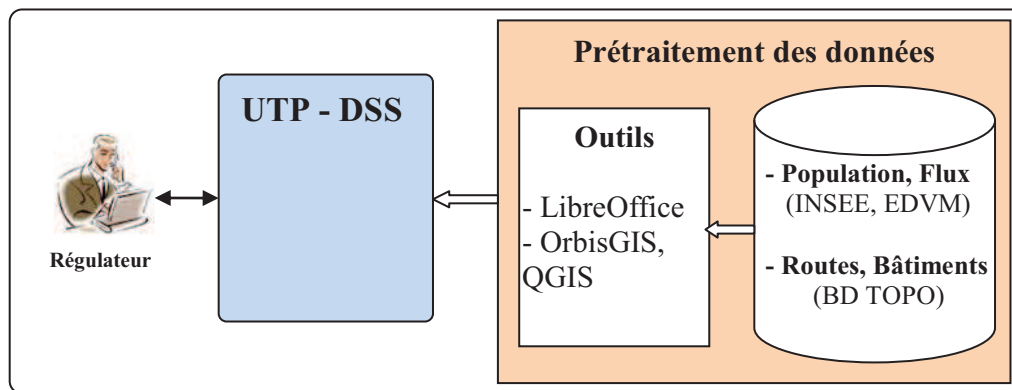 Prétraitement des données
UTP - DSS
Outils
- LibreOffice
- OrbisGIS,
QGIS
- Population, Flux
(INSEE, EDVM)
- Routes, Bâtiments
(BD TOPO)
Régulateur